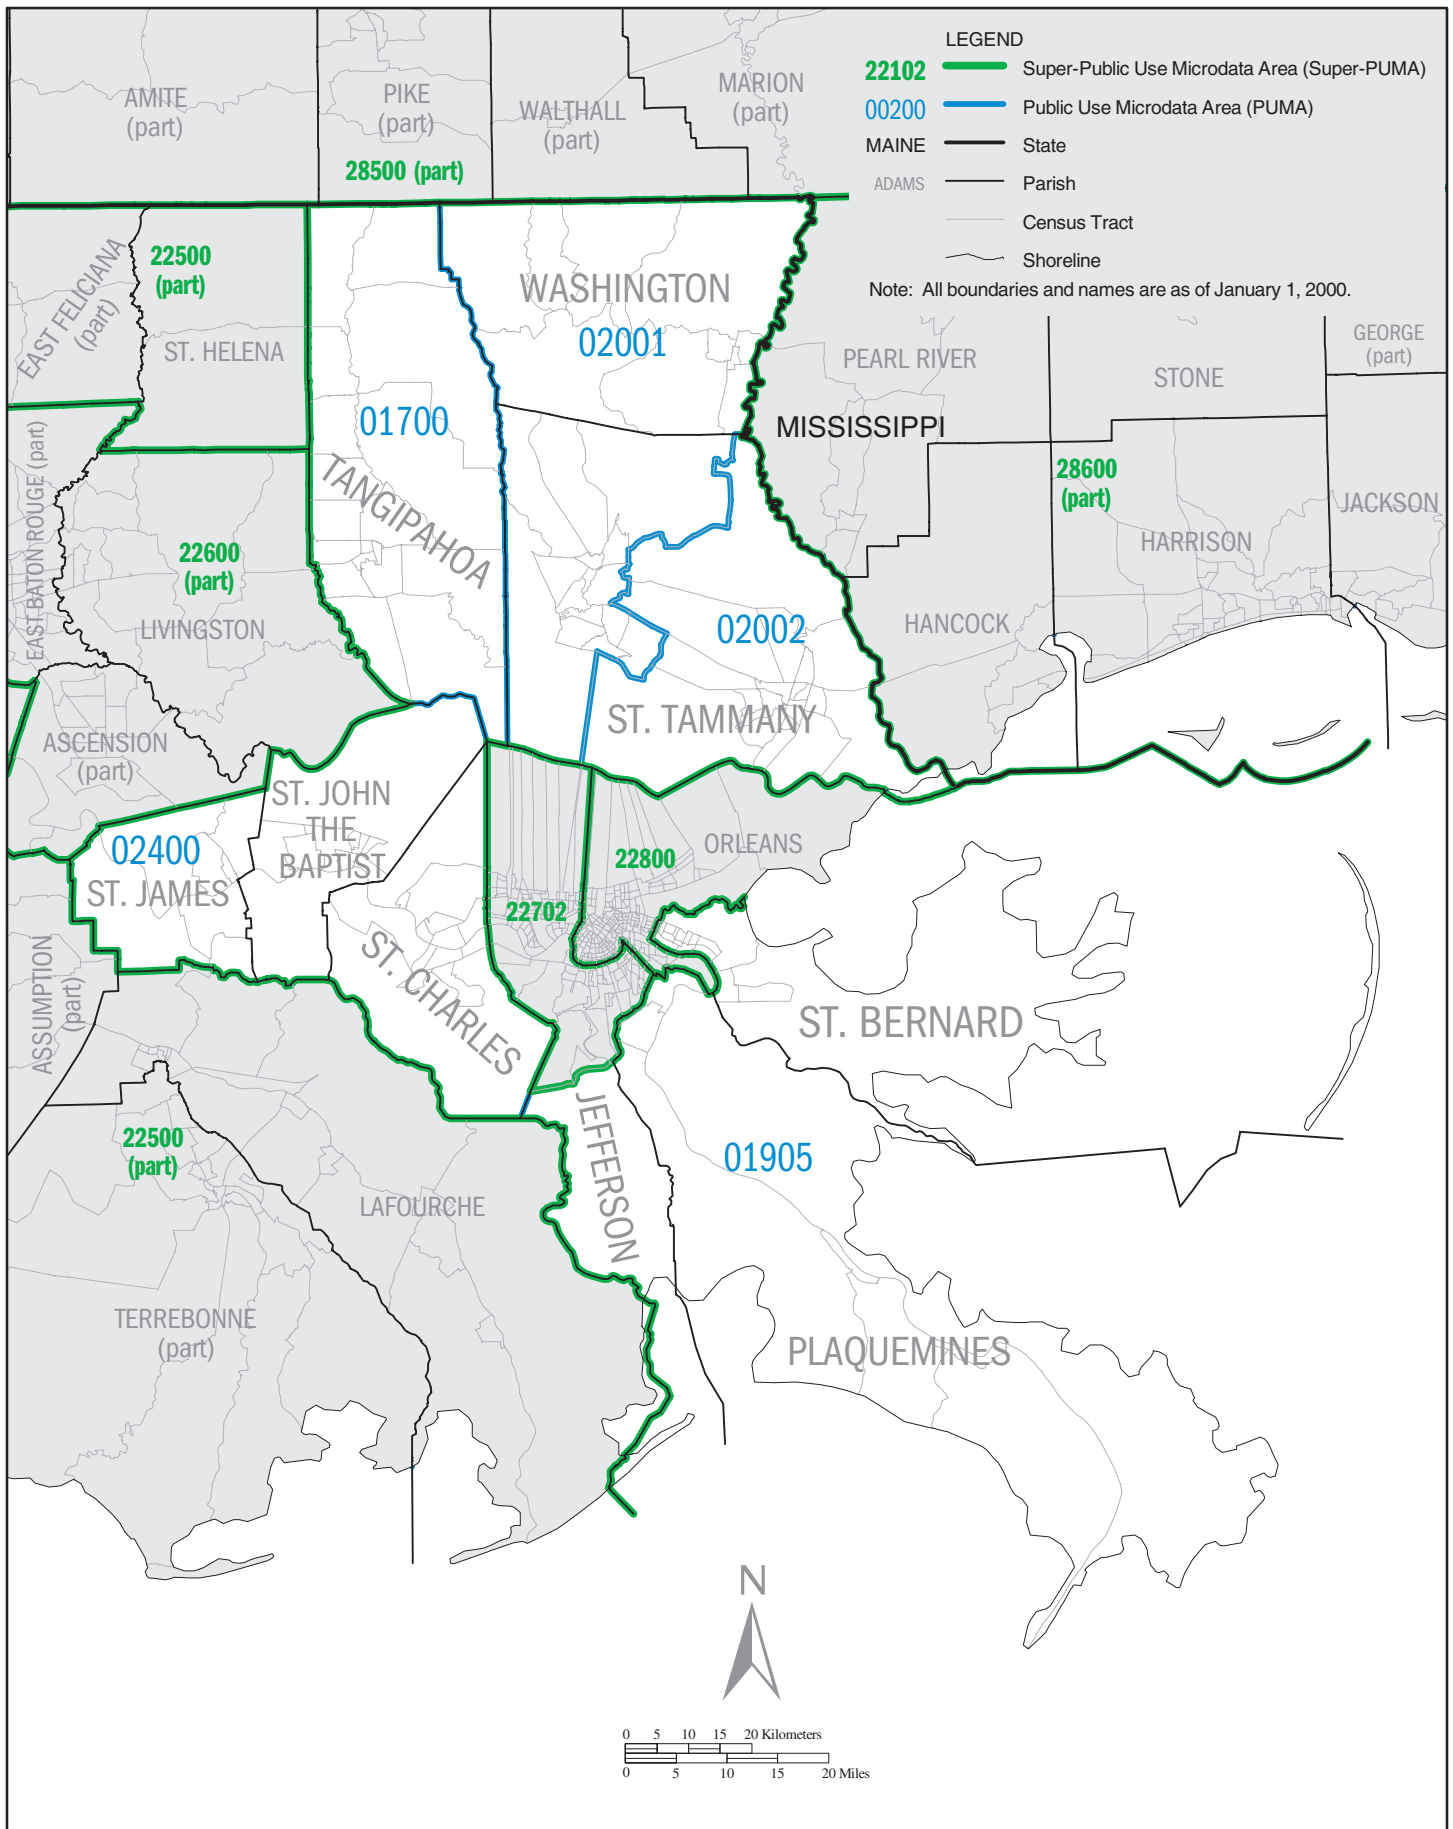 LEGEND
22102 Super-Public Use Microdata Area (Super-PUMA)
00200 Public Use Microdata Area (PUMA)
MAINE State
ADAMS Parish
Census Tract
Shoreline
Note: All boundaries and names are as of January 1, 2000.
AMITE
(part)
PIKE
(part)
WALTHALL
(part)
MARION
(part)
28500 (part)
EAST FELICIANA
(part)
22500
(part)
ST. HELENA
WASHINGTON
02001
01700
TANGIPAHOA
PEARL RIVER
STONE
GEORGE
(part)
MISSISSIPPI
28600
(part)
JACKSON
HARRISON
HANCOCK
EAST BATON ROUGE (part)
22600
(part)
LIVINGSTON
02002
ST. TAMMANY
ASCENSION
(part)
ST. JOHN
THE
BAPTIST
02400
ST. JAMES
22800
ORLEANS
22702
ST. CHARLES
ASSUMPTION
(part)
ST. BERNARD
JEFFERSON
22500
(part)
01905
LAFOURCHE
TERREBONNE
(part)
PLAQUEMINES
N
0 5 10 15 20 Kilometers
0 5 10 15 20 Miles